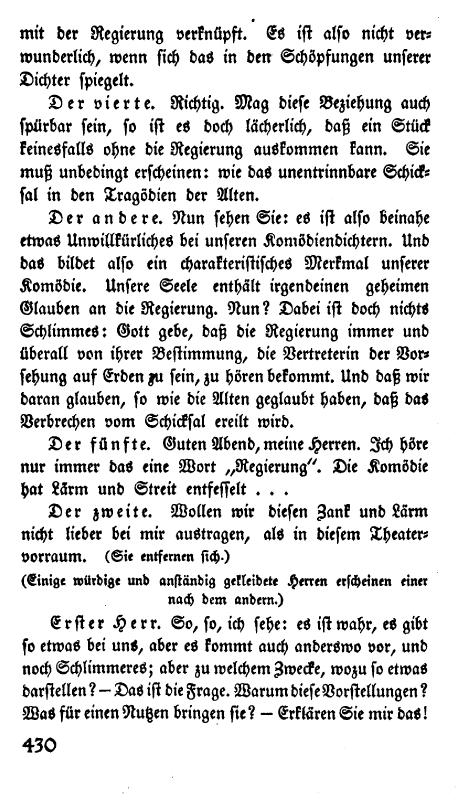 mit der Regierung verknüpft. Es ist also nicht ver-
wunderlich, wenn sich das in den Schöpfungen unserer
Dichter spiegelt.
Der vierte. Richtig. Mag diese Beziehung auch
spürbar sein, so ist es doch lächerlich, daß ein Stück
keinesfalls ohne die Regierung auskommen kann. Sie
muß unbedingt erscheinen: wie das unentrinnbare Schick-
sal in den Tragödien der Alten.
Der andere. Nun sehen Sie: es ist also beinahe
etwas Unwillkürliches bei unseren Komödiendichtern. Und
das bildet also ein charakteristisches Merkmal unserer
Komödie. Unsere Seele enthält irgendeinen geheimen
Glauben an die Regierung. Nun? Dabei ist doch nichts
Schlimmes: Gott gebe, daß die Regierung immer und
überall von ihrer Bestimmung, die Vertreterin der Vor-
sehung auf Erden zu sein, zu hören bekommt. Und daß wir
daran glauben, so wie die Alten geglaubt haben, daß das
Verbrechen vom Schicksal ereilt wird.
Der fünfte. Guten Abend, meine Herren. Ich höre
nur immer das eine Wort „Regierung“. Die Komödie
hat Lärm und Streit entfesselt . . .
Der zweite. Wollen wir diesen Zank und Lärm
nicht lieber bei mir austragen, als in diesem Theater-
vorraum. (Sie entfernen sich.)
(Einige würdige und anständig gekleidete Herren erscheinen einer
nach dem andern.)
Erster Herr. So, so, ich sehe: es ist wahr, es gibt
so etwas bei uns, aber es kommt auch anderswo vor, und
noch Schlimmeres; aber zu welchem Zwecke, wozu so etwas
darstellen? — Das ist die Frage. Warum diese Vorstellungen?
Was für einen Nutzen bringen sie? — Erklären Sie mir das!
430